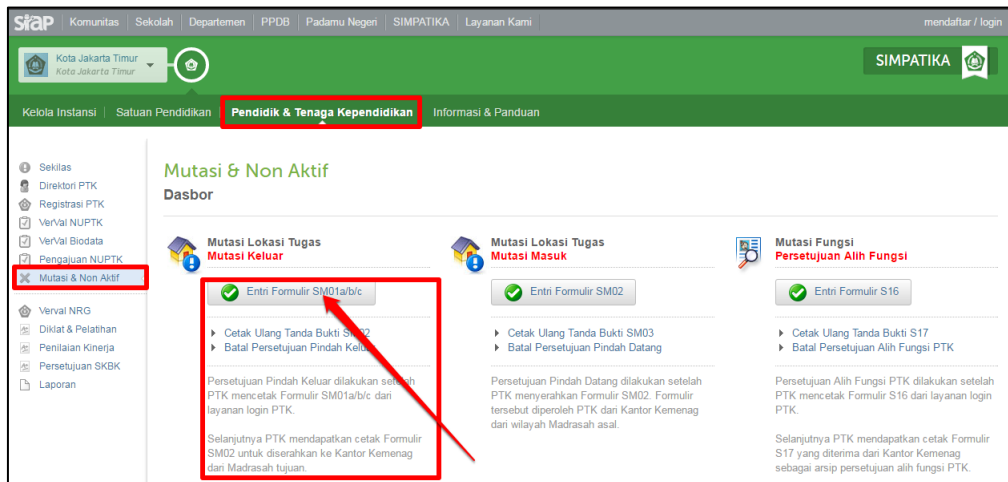 siap Komunitas Sekolah Departemen PPDB Padamu Negeri SIMPATIKA Layanan Kami mendaftar / login
Kota Jakarta Timur
Kota Jakarta Timur
SIMPATIKA
Kelola Instansi Satuan Pendidikan Pendidik & Tenaga Kependidikan Informasi & Panduan
Sekilas
Direktori PTK
Registrasi PTK
VerVal NUPTK
VerVal Biodata
Pengajuan NUPTK
Mutasi & Non Aktif
Verval NRG
Diklat & Pelatihan
Penilaian Kinerja
Persetujuan SKBK
Laporan
Mutasi & Non Aktif
Dasbor
Mutasi Lokasi Tugas
Mutasi Keluar
Entri Formulir SM01a/b/c
Cetak Ulang Tanda Bukti SM02
Batal Persetujuan Pindah Keluar
Persetujuan Pindah Keluar dilakukan setelah
PTK mencetak Formulir SM01a/b/c dari
layanan login PTK.
Selanjutnya PTK mendapatkan cetak Formulir
SM02 untuk diserahkan ke Kantor Kemenag
dari Madrasah tujuan.
Mutasi Lokasi Tugas
Mutasi Masuk
Entri Formulir SM02
Cetak Ulang Tanda Bukti SM03
Batal Persetujuan Pindah Datang
Persetujuan Pindah Datang dilakukan setelah
PTK menyerahkan Formulir SM02. Formulir
tersebut diperoleh PTK dari Kantor Kemenag
dari wilayah Madrasah asal.
Mutasi Fungsi
Persetujuan Alih Fungsi
Entri Formulir S16
Cetak Ulang Tanda Bukti S17
Batal Persetujuan Alih Fungsi PTK
Persetujuan Alih Fungsi PTK dilakukan setelah
PTK mencetak Formulir S16 dari layanan login
PTK.
Selanjutnya PTK mendapatkan cetak Formulir
S17 yang diterima dari Kantor Kemenag
sebagai arsip persetujuan alih fungsi PTK.